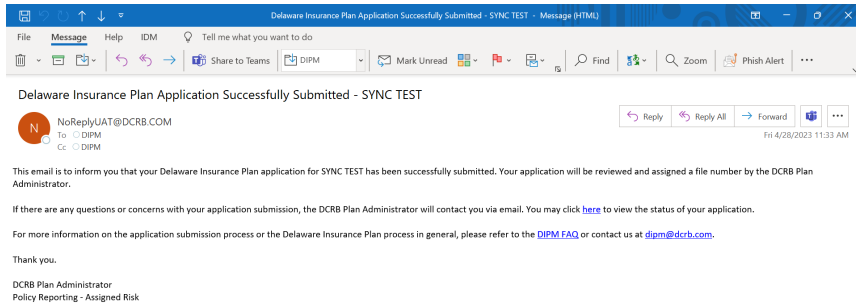 Delaware Insurance Plan Application Successfully Submitted - SYNC TEST - Message (HTML)
File Message Help IDM Tell me what you want to do
Share to Teams DIPM Mark Unread Find Zoom Phish Alert
Delaware Insurance Plan Application Successfully Submitted - SYNC TEST
N
NoReplyUAT@DCRB.COM
To DIPM
Cc DIPM
Reply Reply All Forward
Fri 4/28/2023 11:33 AM
This email is to inform you that your Delaware Insurance Plan application for SYNC TEST has been successfully submitted. Your application will be reviewed and assigned a file number by the DCRB Plan
Administrator.
If there are any questions or concerns with your application submission, the DCRB Plan Administrator will contact you via email. You may click here to view the status of your application.
For more information on the application submission process or the Delaware Insurance Plan process in general, please refer to the DIPM FAQ or contact us at dipm@dcrb.com.
Thank you.
DCRB Plan Administrator
Policy Reporting - Assigned Risk